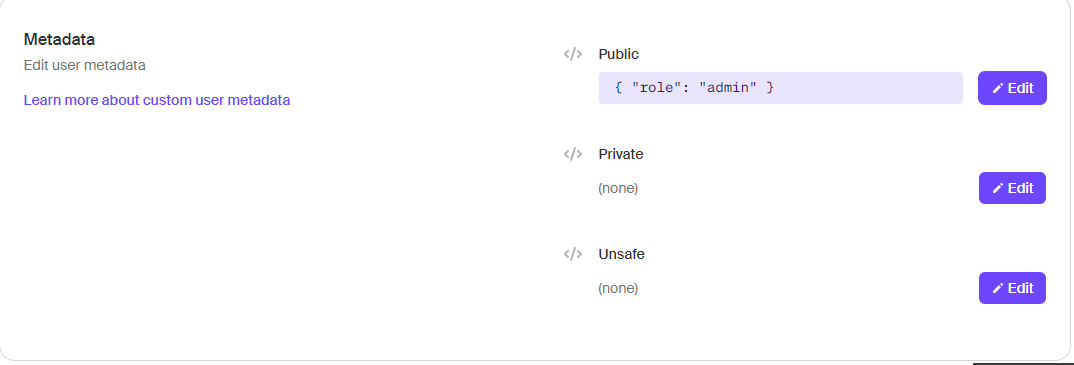 Metadata
Edit user metadata
Learn more about custom user metadata
</> Public
{ "role": "admin" }
Edit
</> Private
(none)
Edit
</> Unsafe
(none)
Edit